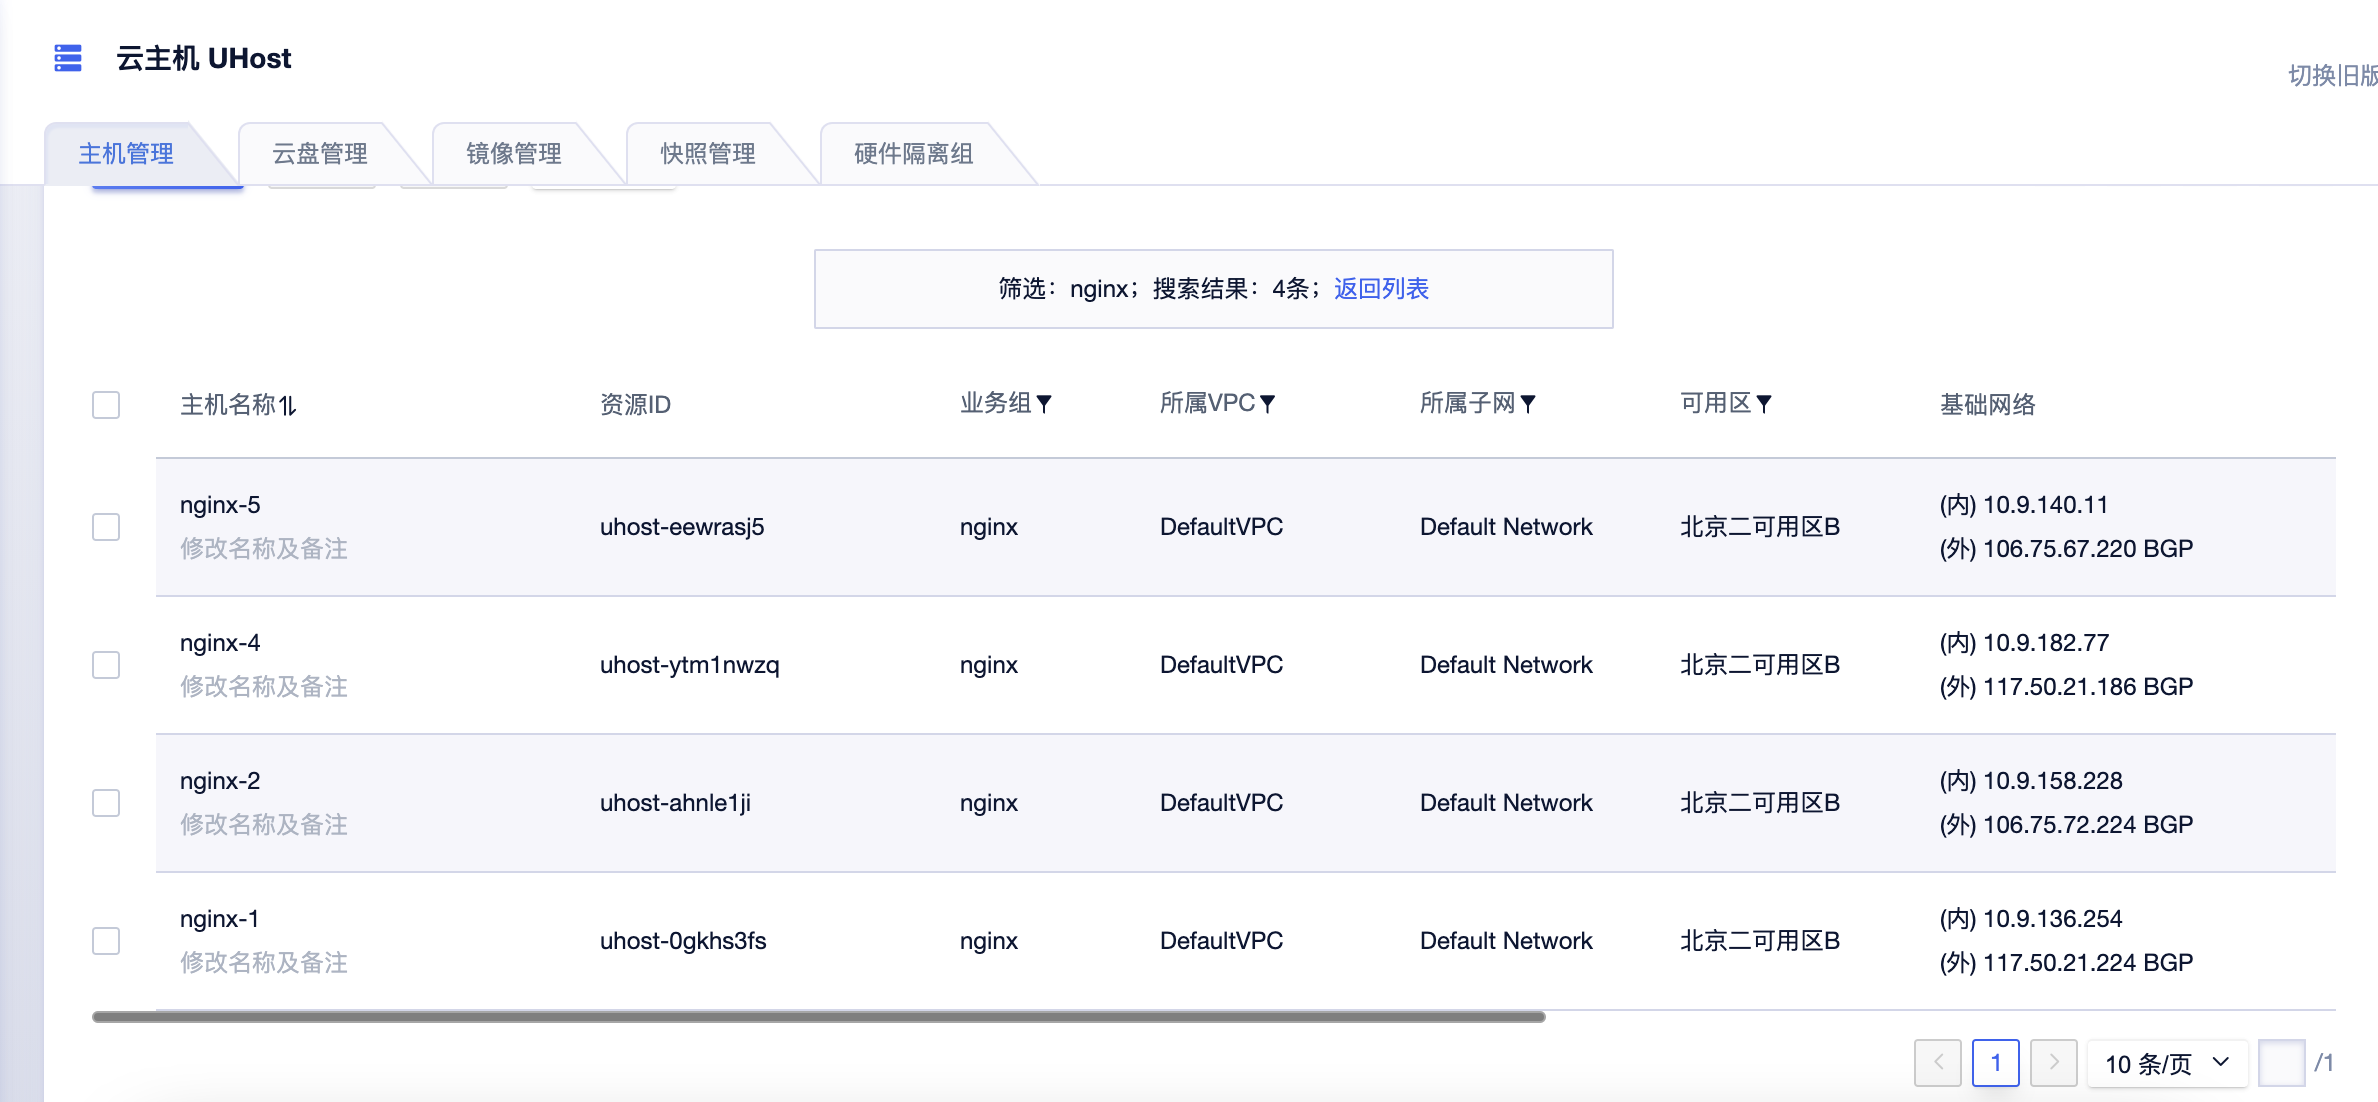 云主机 UHost
切换旧版
主机管理 云盘管理 镜像管理 快照管理 硬件隔离组
筛选：nginx；搜索结果：4条；返回列表
主机名称 资源ID 业务组 所属VPC 所属子网 可用区 基础网络
nginx-5
修改名称及备注
uhost-eewrasj5 nginx DefaultVPC Default Network 北京二可用区B
(内) 10.9.140.11
(外) 106.75.67.220 BGP
nginx-4
修改名称及备注
uhost-ytm1nwzq nginx DefaultVPC Default Network 北京二可用区B
(内) 10.9.182.77
(外) 117.50.21.186 BGP
nginx-2
修改名称及备注
uhost-ahnle1ji nginx DefaultVPC Default Network 北京二可用区B
(内) 10.9.158.228
(外) 106.75.72.224 BGP
nginx-1
修改名称及备注
uhost-0gkhs3fs nginx DefaultVPC Default Network 北京二可用区B
(内) 10.9.136.254
(外) 117.50.21.224 BGP
1 10 条/页 /1